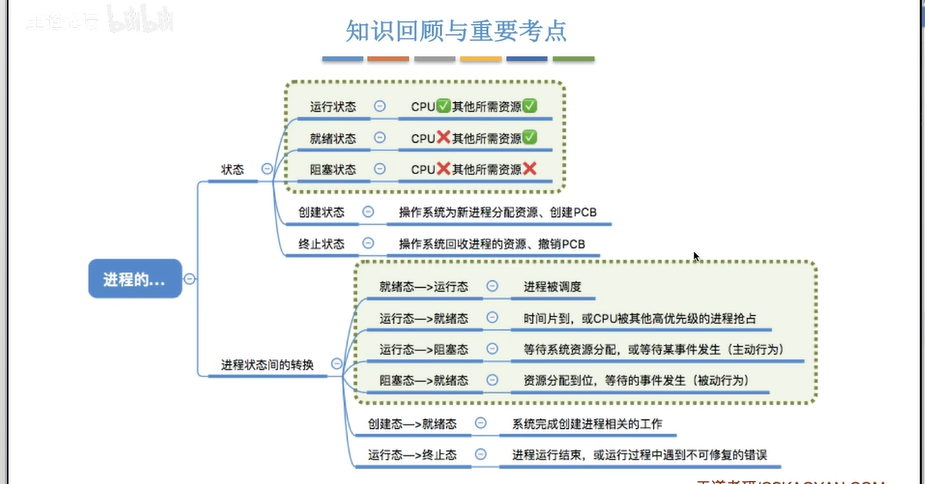 bilibili
知识回顾与重要考点
运行状态 CPU✅其他所需资源✅
就绪状态 CPU❌其他所需资源✅
状态
阻塞状态 CPU❌其他所需资源❌
创建状态 操作系统为新进程分配资源、创建PCB
终止状态 操作系统回收进程的资源、撤销PCB
进程的...
就绪态—>运行态 进程被调度
运行态—>就绪态 时间片到，或CPU被其他高优先级的进程抢占
运行态—>阻塞态 等待系统资源分配，或等待某事件发生（主动行为）
进程状态间的转换
阻塞态—>就绪态 资源分配到位，等待的事件发生（被动行为）
创建态—>就绪态 系统完成创建进程相关的工作
运行态—>终止态 进程运行结束，或运行过程中遇到不可修复的错误